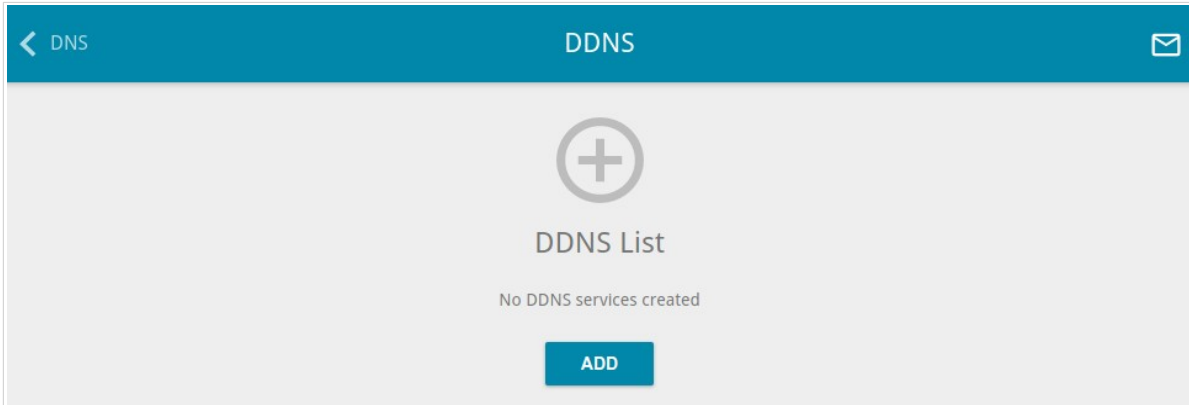 DNS
DDNS
DDNS List
No DDNS services created
ADD